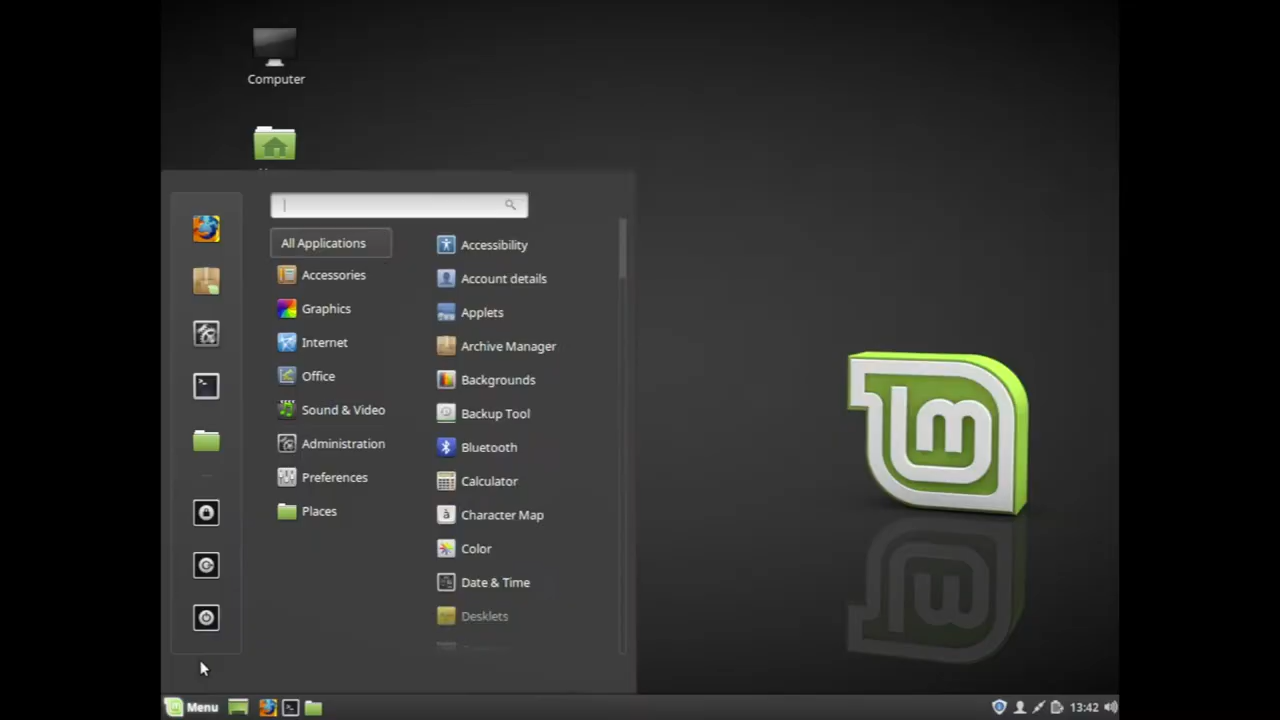 Computer
All Applications
Accessories
Graphics
Internet
Office
Sound & Video
Administration
Preferences
Places
Accessibility
Account details
Applets
Archive Manager
Backgrounds
Backup Tool
Bluetooth
Calculator
Character Map
Color
Date & Time
Desklets
Menu
13:42